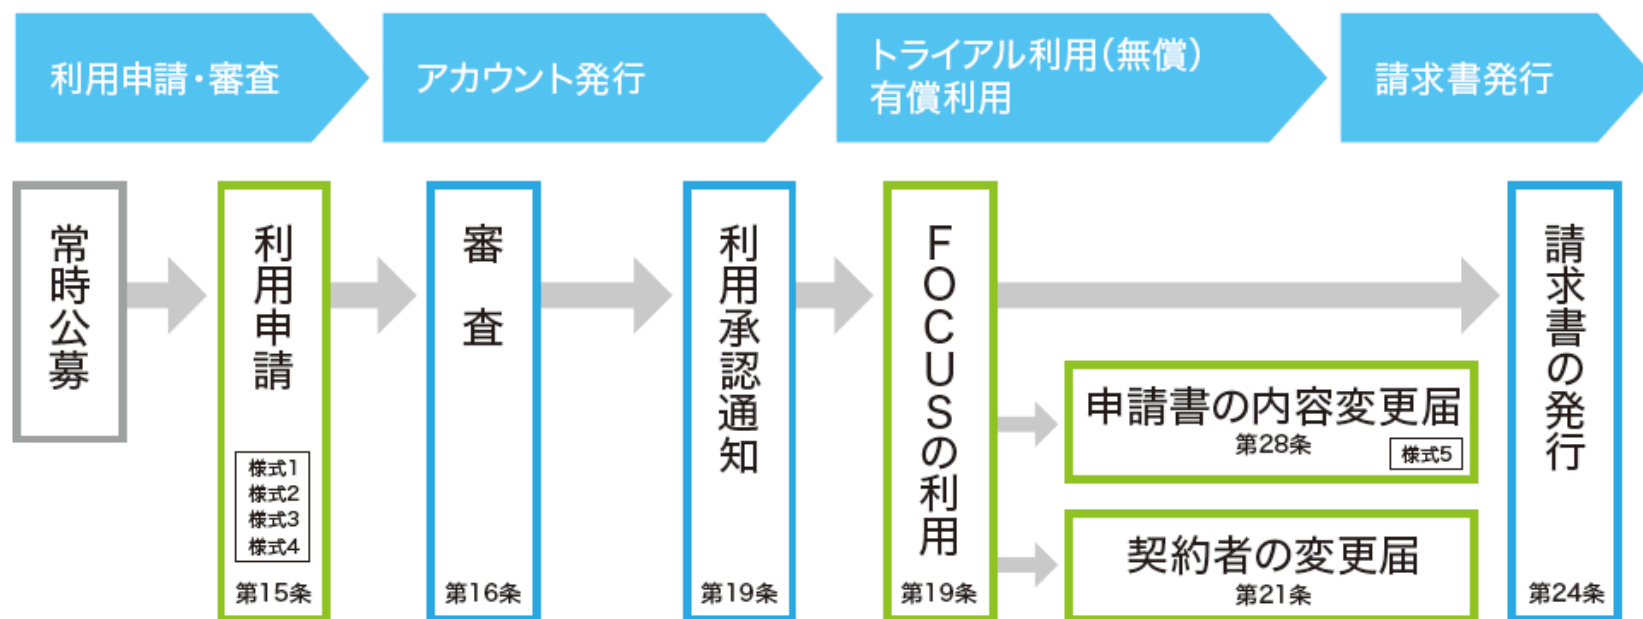 利用申請・審査
アカウント発行
トライアル利用(無償)
有償利用
請求書発行
常時公募
利用申請
様式1
様式2
様式3
様式4
第15条
審査
第16条
利用承認通知
第19条
FOCUSの利用
第19条
申請書の内容変更届
第28条
様式5
契約者の変更届
第21条
請求書の発行
第24条